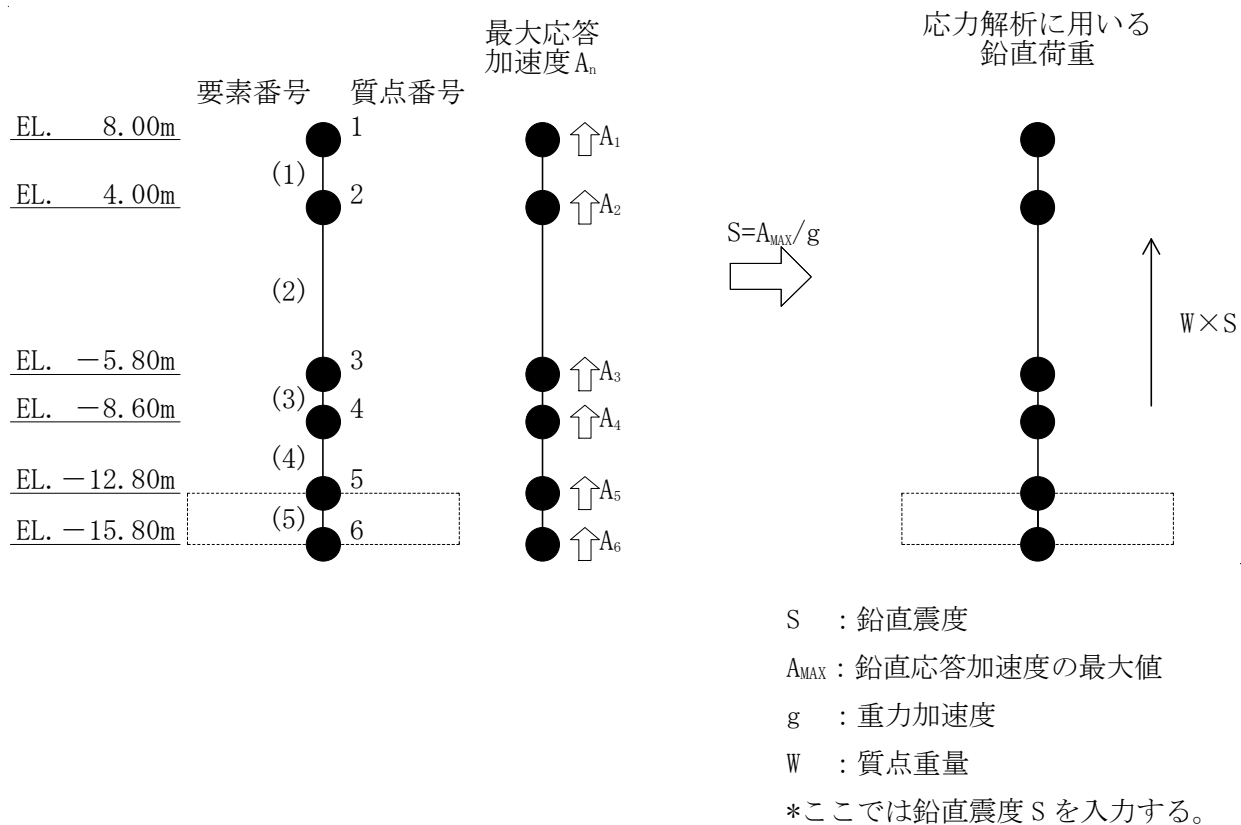 最大応答
加速度Aₙ
応力解析に用いる
鉛直荷重
要素番号
質点番号
EL. 8.00m
1
A₁
(1)
EL. 4.00m
2
A₂
S=A_MAX/g
(2)
W×S
EL. －5.80m
3
A₃
(3)
EL. －8.60m
4
A₄
(4)
EL.－12.80m
5
A₅
(5)
EL.－15.80m
6
A₆
S ：鉛直震度
A_MAX：鉛直応答加速度の最大値
g ：重力加速度
W ：質点重量
*ここでは鉛直震度 S を入力する。